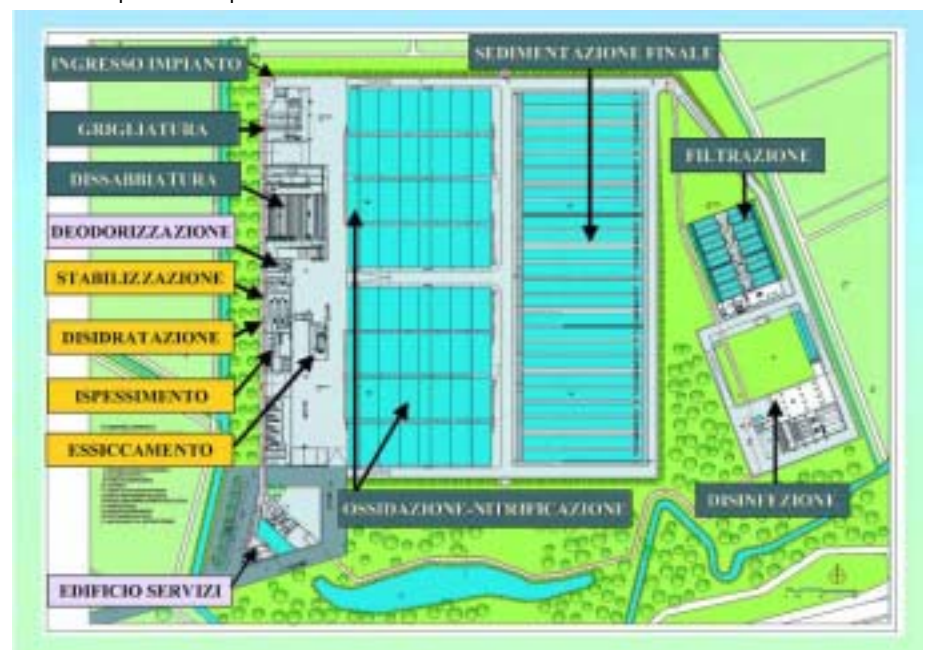 INGRESSO IMPIANTO
SEDIMENTAZIONE FINALE
GRIGLIATURA
FILTRAZIONE
DISSABBIATURA
DEODORIZZAZIONE
STABILIZZAZIONE
DISIDRATAZIONE
ISPESSIMENTO
ESSICCAMENTO
OSSIDAZIONE-NITRIFICAZIONE
DISINFEZIONE
EDIFICIO SERVIZI